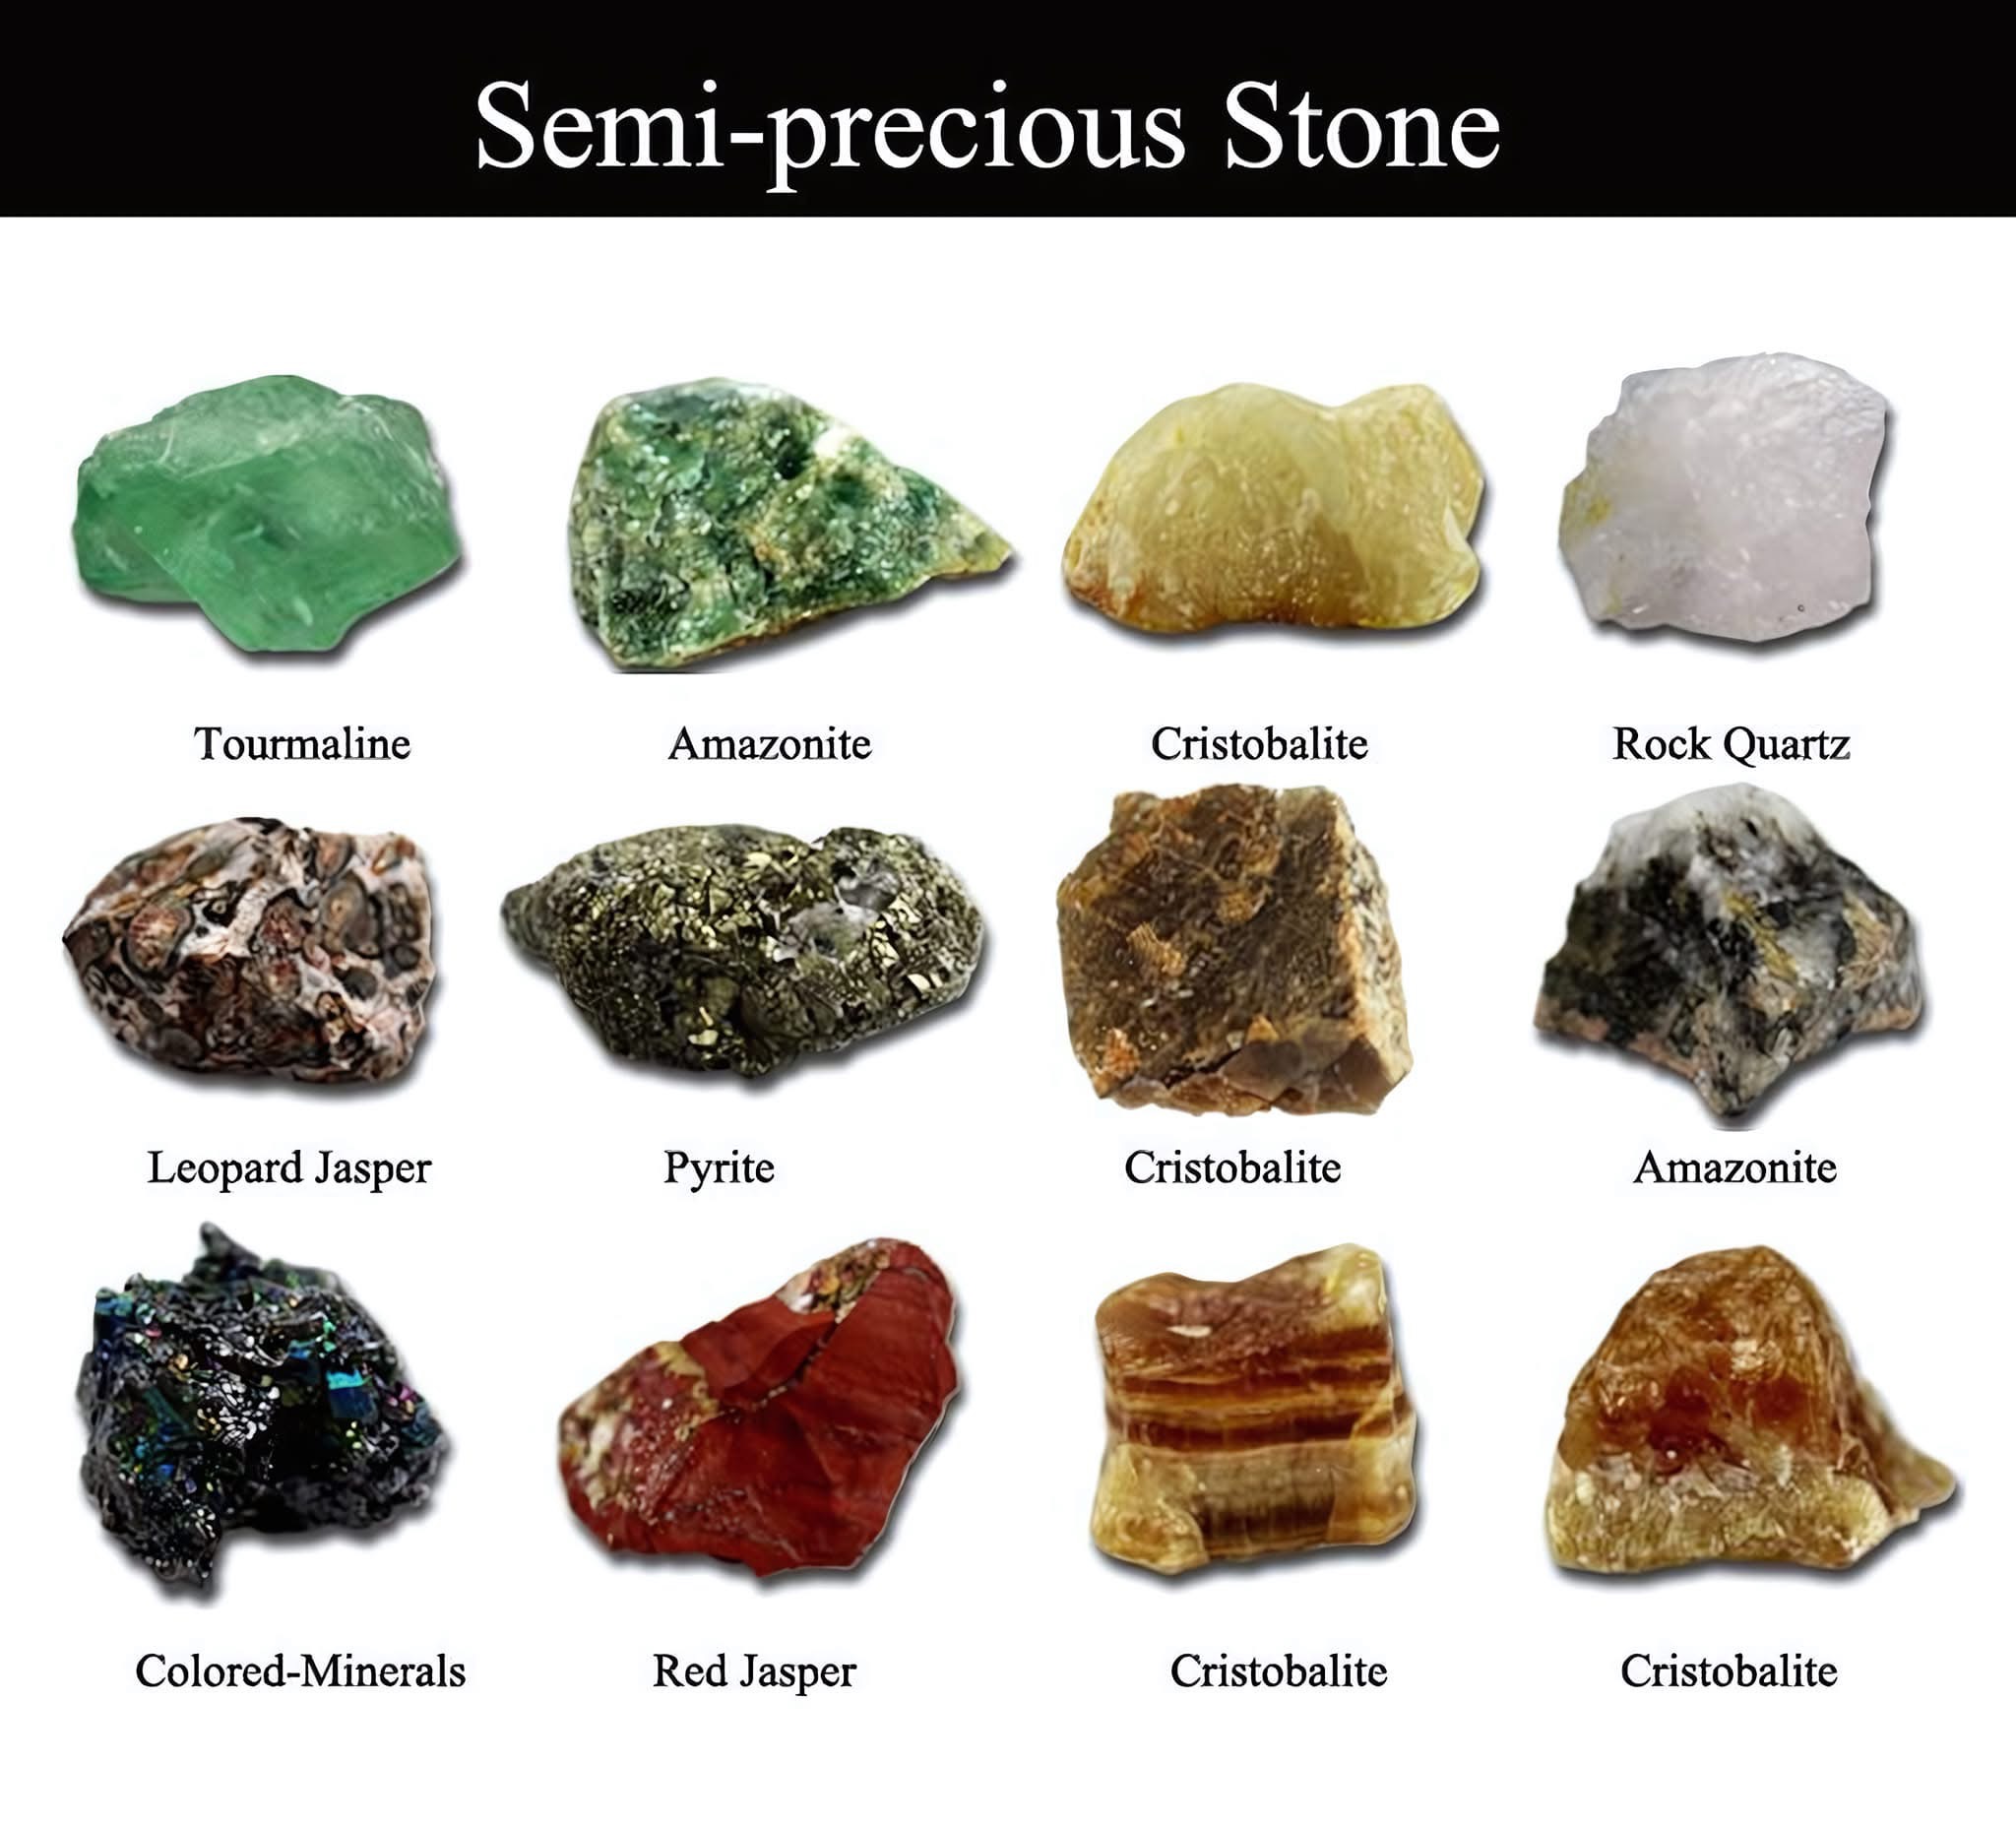 Semi-precious Stone
Tourmaline
Amazonite
Cristobalite
Rock Quartz
Leopard Jasper
Pyrite
Cristobalite
Amazonite
Colored-Minerals
Red Jasper
Cristobalite
Cristobalite